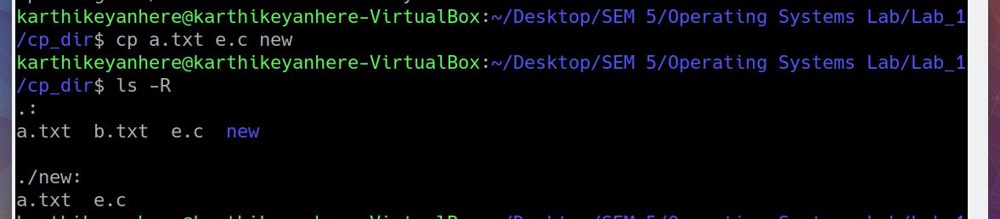 karthikeyanhere@karthikeyanhere-VirtualBox:~/Desktop/SEM 5/Operating Systems Lab/Lab_1
/cp_dir$ cp a.txt e.c new
karthikeyanhere@karthikeyanhere-VirtualBox:~/Desktop/SEM 5/Operating Systems Lab/Lab_1
/cp_dir$ ls -R
.:
a.txt  b.txt  e.c  new

./new:
a.txt  e.c